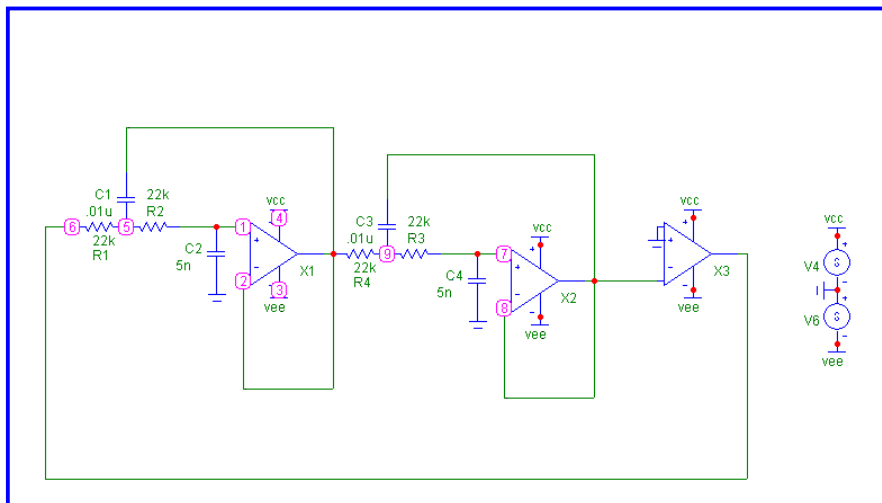 C1
.01u
22k
R2
6
5
22k
R1
C2
5n
1
+
-
2
vcc
4
3
vee
X1
C3
.01u
22k
R3
9
22k
R4
C4
5n
7
+
-
8
vcc
vee
X2
+
-
vcc
vee
X3
vcc
+
V4
S
-
+
V6
S
-
vee